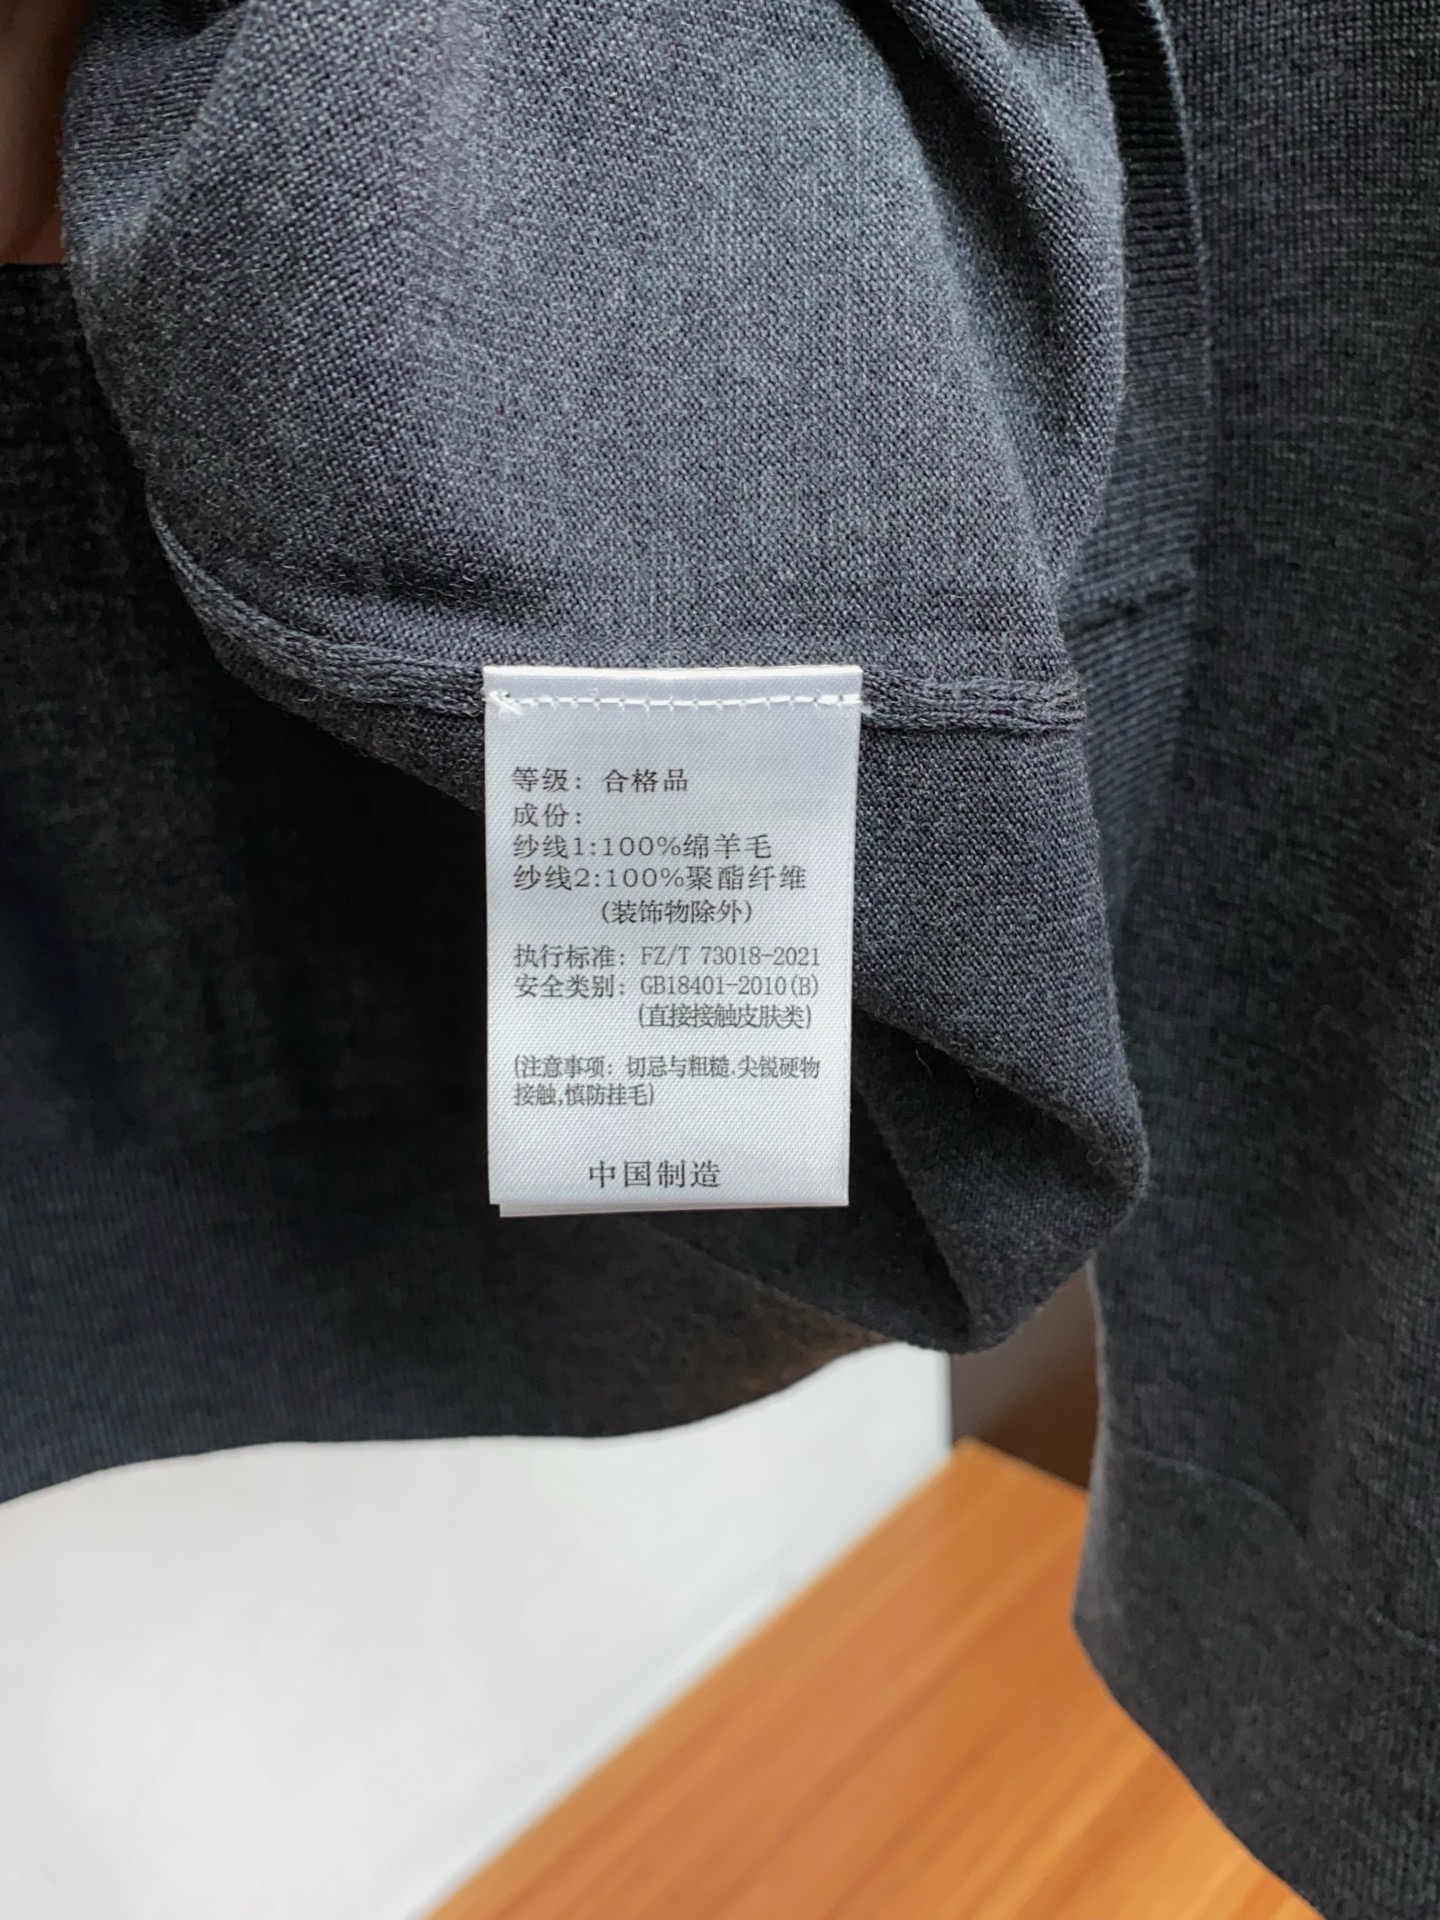 等级：合格品
成份：
纱线1:100%绵羊毛
纱线2:100%聚酯纤维
(装饰物除外)
执行标准：FZ/T 73018-2021
安全类别：GB18401-2010(B)
(直接接触皮肤类)
(注意事项：切忌与粗糙.尖锐硬物
接触,慎防挂毛)
中国制造